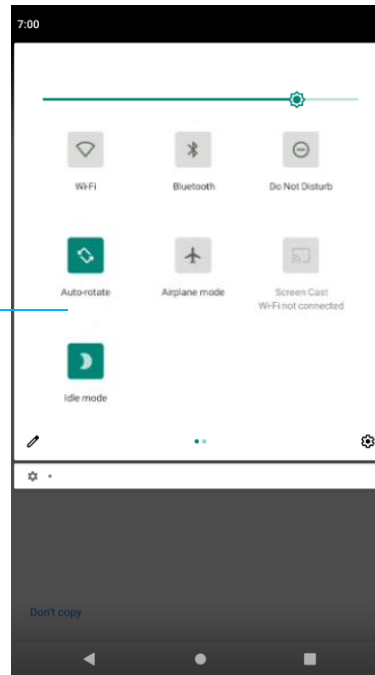 7:00
Wi-Fi
Bluetooth
Do Not Disturb
Auto-rotate
Airplane mode
Screen Cast
Wi-Fi not connected
Idle mode
Don't copy